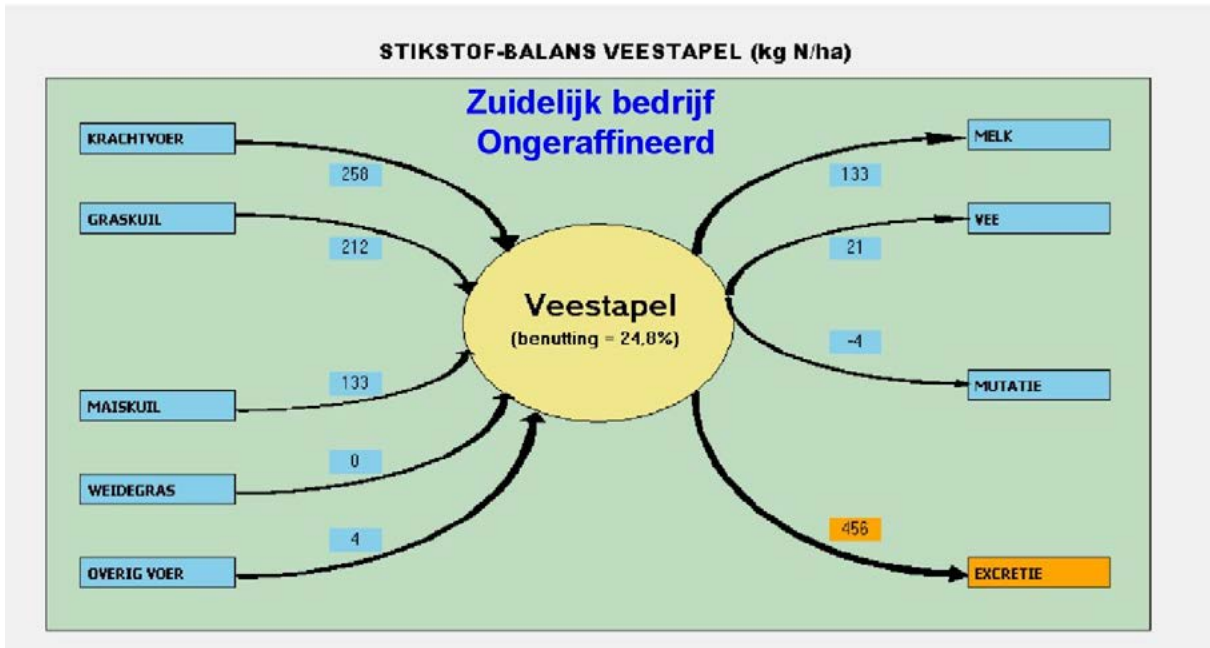 STIKSTOF-BALANS VEESTAPEL (kg N/ha)
Zuidelijk bedrijf
Ongeraffineerd
KRACHTVOER
258
GRASKUIL
212
MAISKUIL
133
WEIDEGRAS
0
OVERIG VOER
4
Veestapel
(benutting = 24,8%)
MELK
133
VEE
21
MUTATIE
-4
EXCRETIE
456